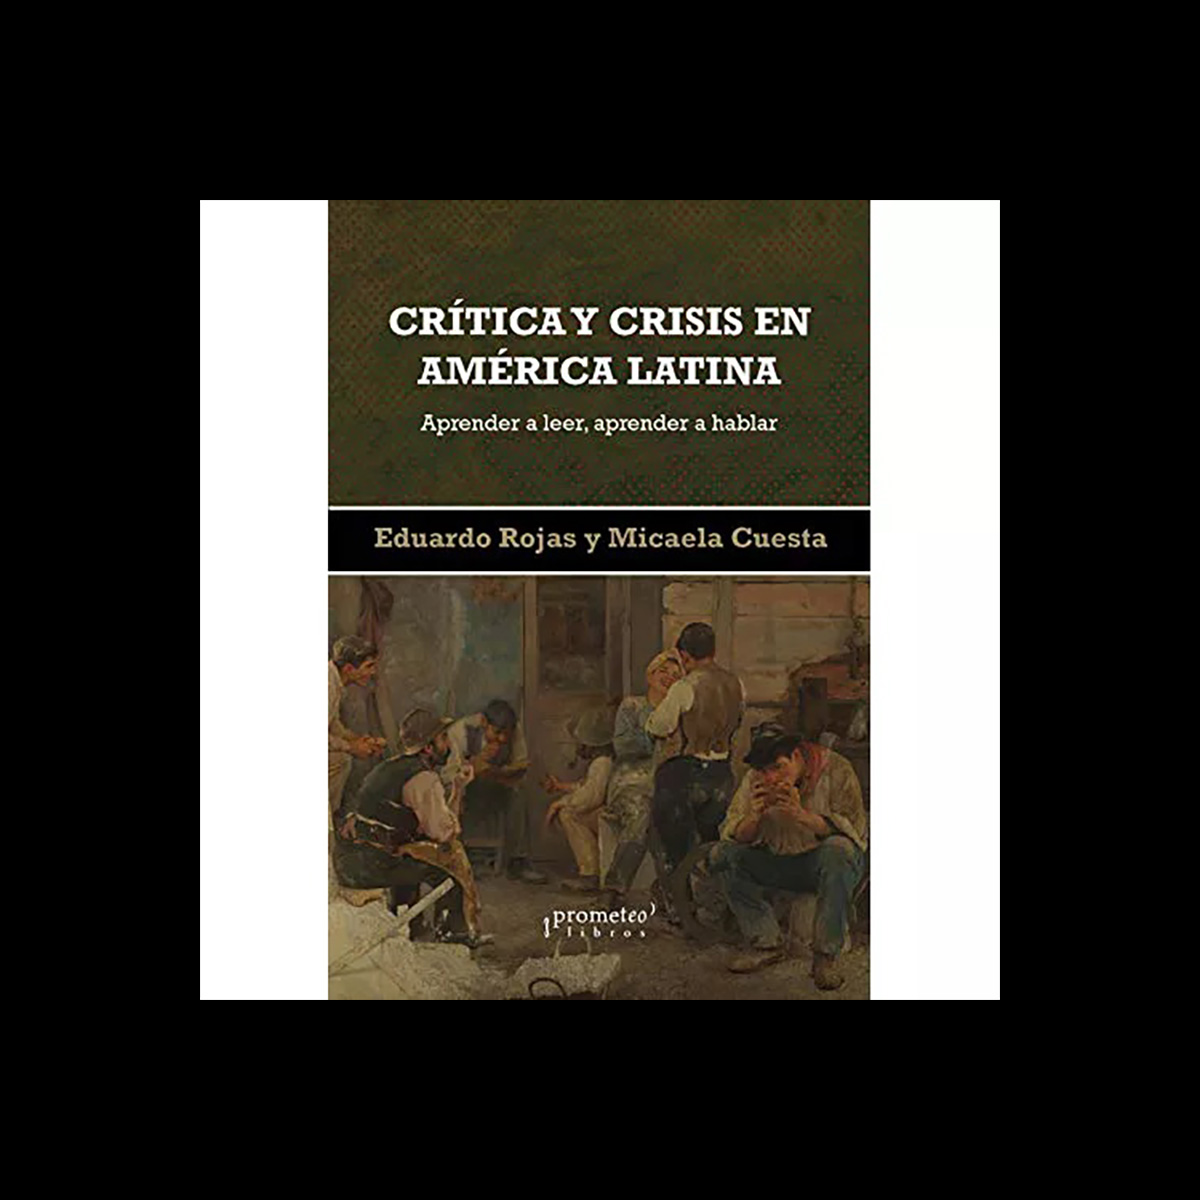 CRÍTICA Y CRISIS EN
AMÉRICA LATINA
Aprender a leer, aprender a hablar
Eduardo Rojas y Micaela Cuesta
prometeo
libros